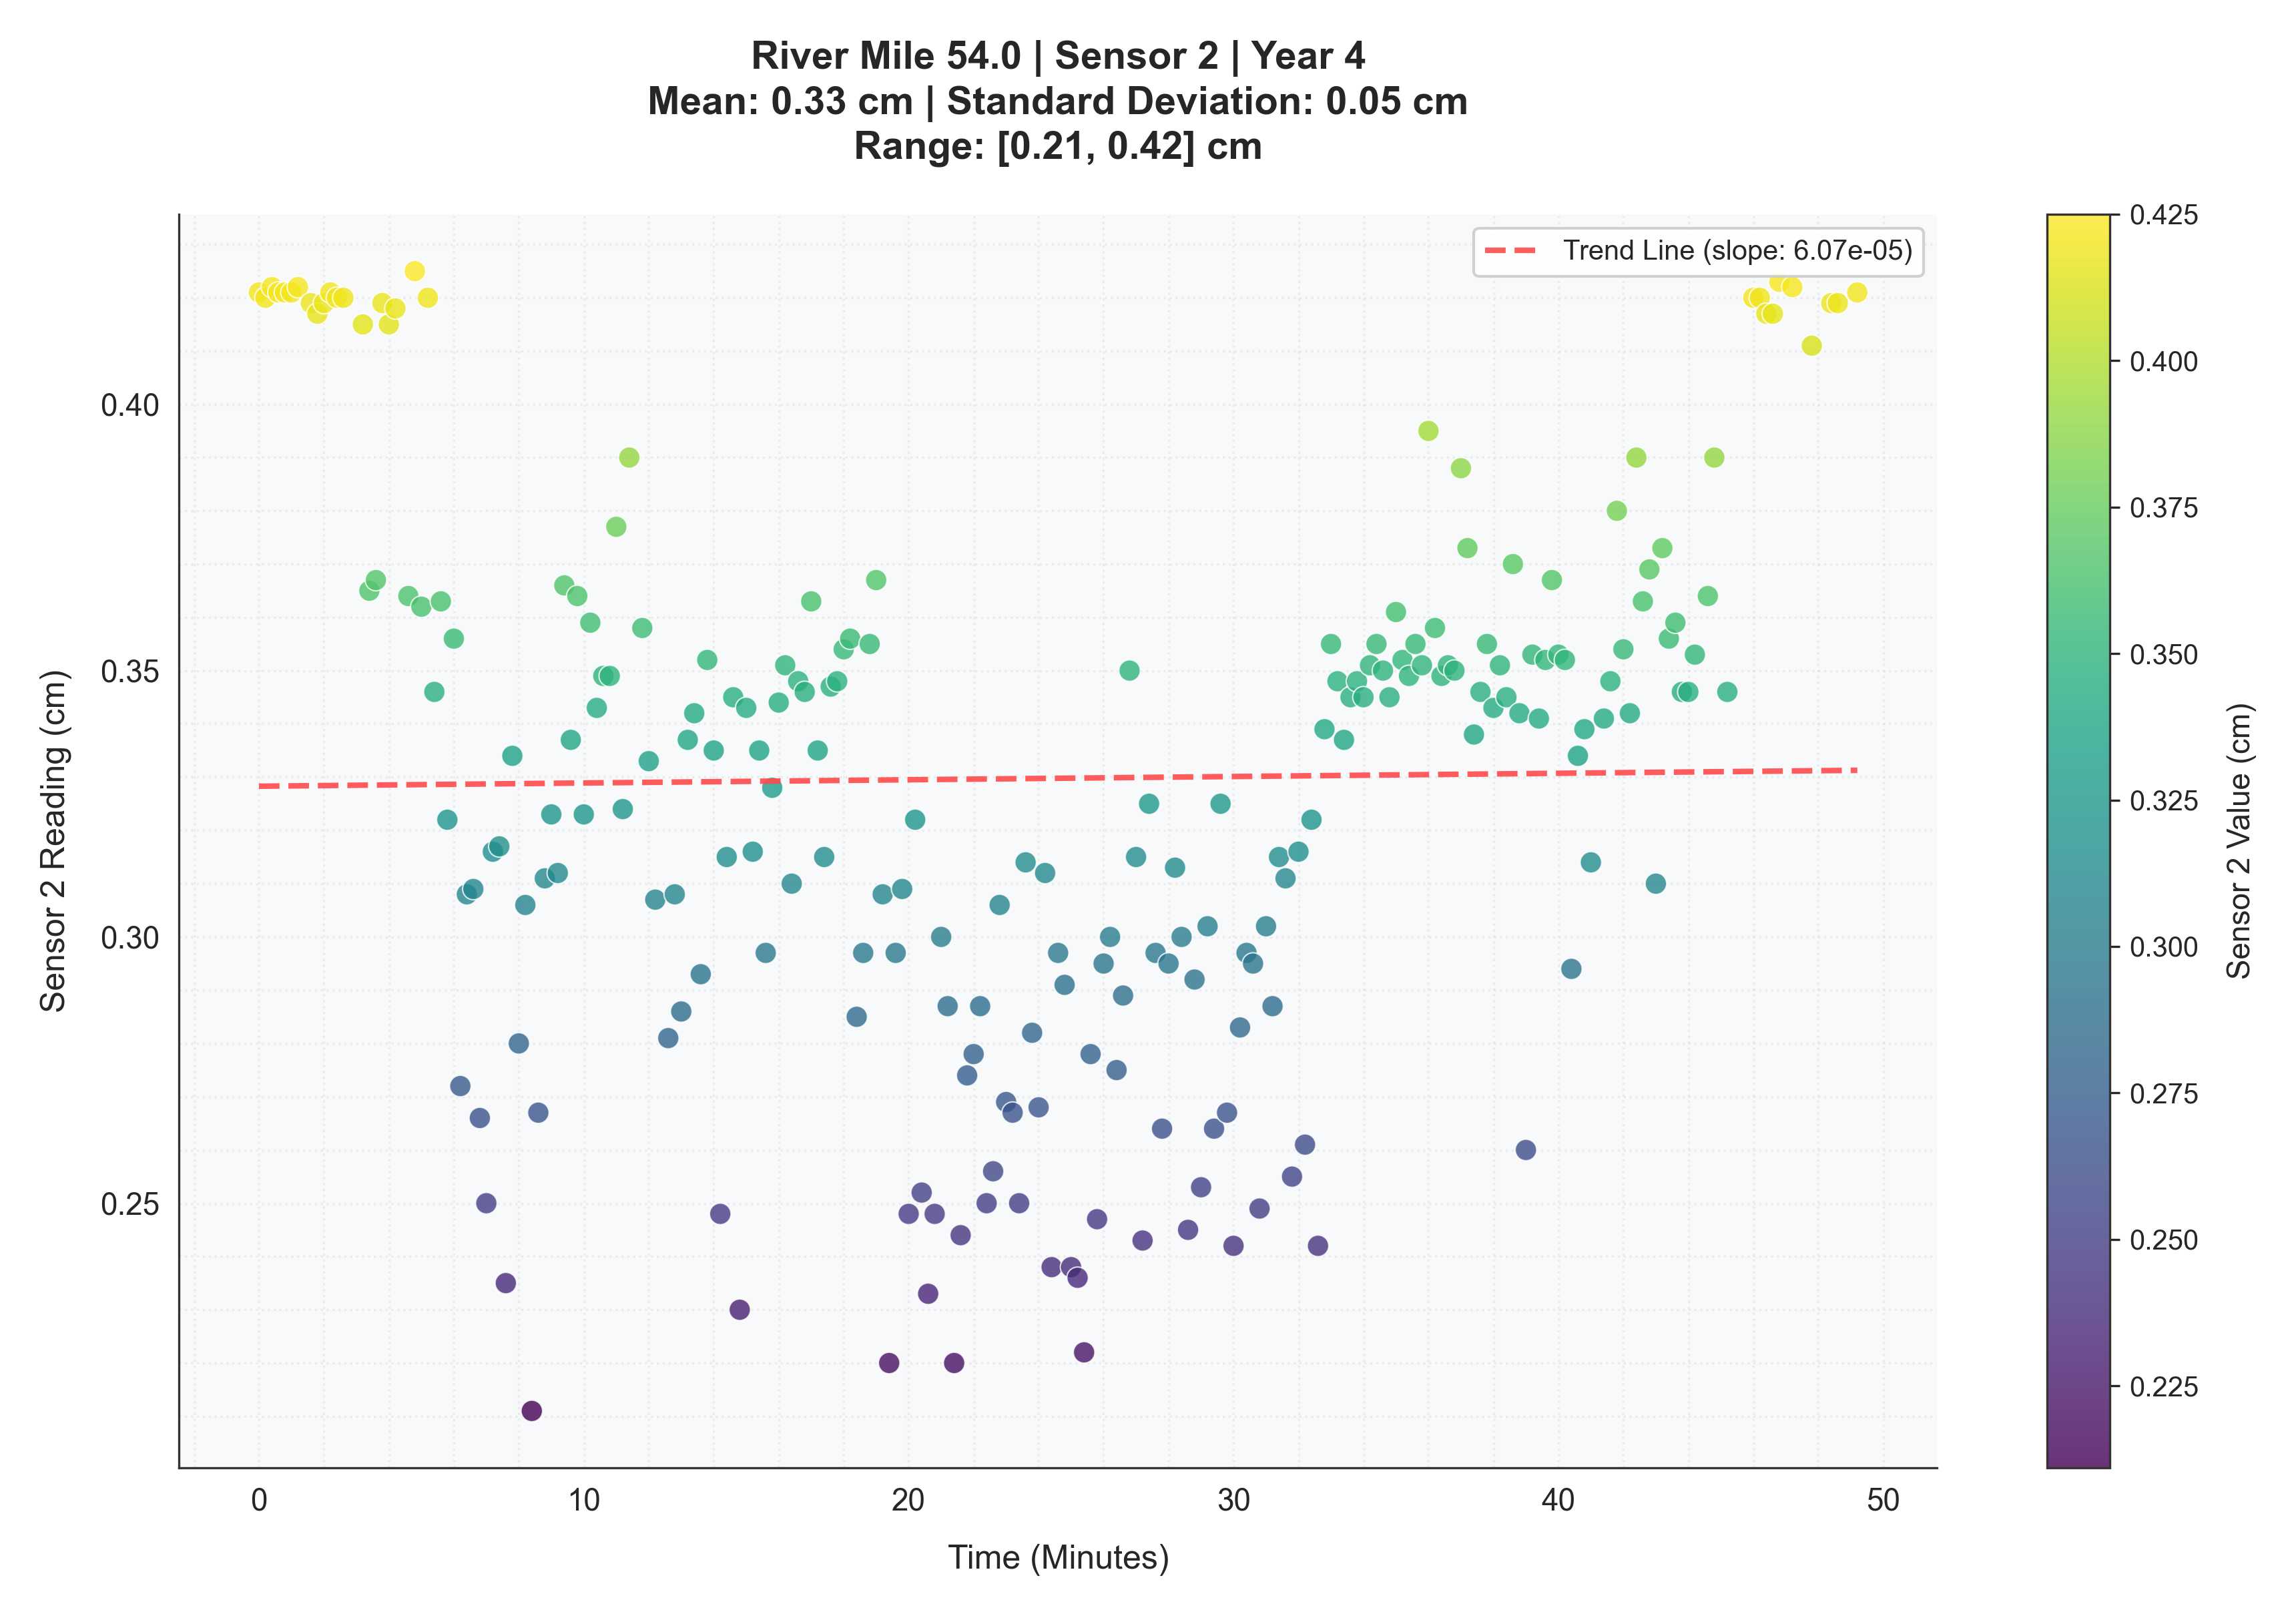 River Mile 54.0 | Sensor 2 | Year 4
Mean: 0.33 cm | Standard Deviation: 0.05 cm
Range: [0.21, 0.42] cm
Trend Line (slope: 6.07e-05)
Sensor 2 Reading (cm)
0.40
0.35
0.30
0.25
0
10
20
30
40
50
Time (Minutes)
0.425
0.400
0.375
0.350
0.325
0.300
0.275
0.250
0.225
Sensor 2 Value (cm)